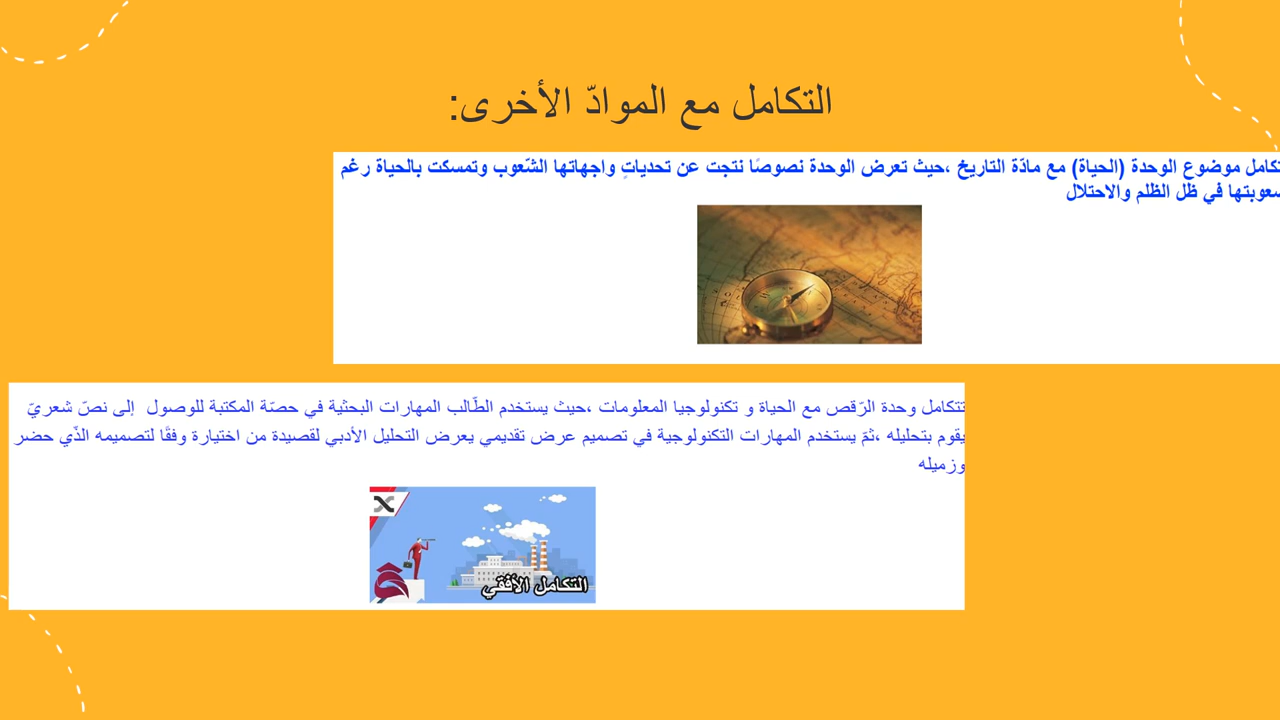 التكامل مع الموادّ الأخرى:
تكامل موضوع الوحدة (الحياة) مع مادّة التاريخ ،حيث تعرض الوحدة نصوصًا نتجت عن تحدياتٍ واجهاتها الشّعوب وتمسكت بالحياة رغم
صعوبتها في ظل الظلم والاحتلال
تتكامل وحدة الرّقص مع الحياة و تكنولوجيا المعلومات ،حيث يستخدم الطّالب المهارات البحثية في حصّة المكتبة للوصول إلى نصّ شعريّ
يقوم بتحليله ،ثمّ يستخدم المهارات التكنولوجية في تصميم عرض تقديمي يعرض التحليل الأدبي لقصيدة من اختيارة وفقًا لتصميمه الذّي حضر
وزميله
التكامل الأفقي